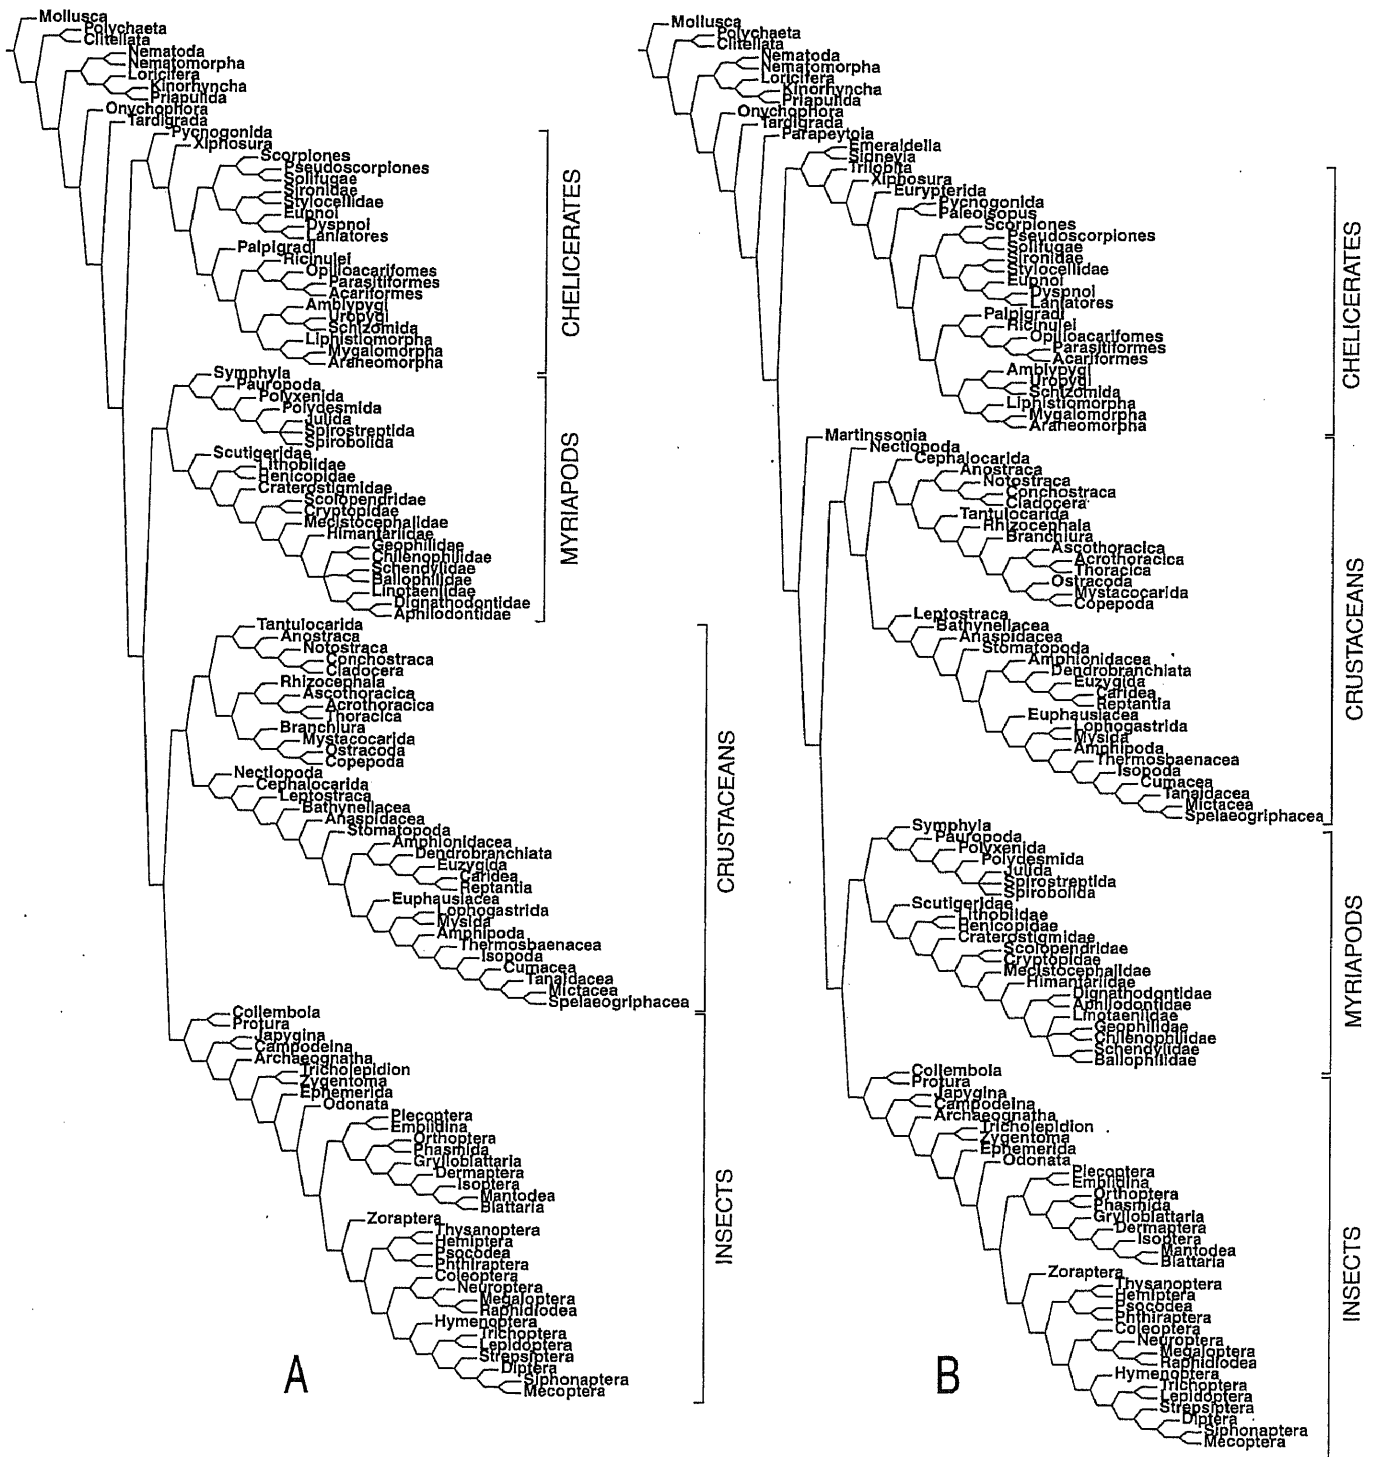 Mollusca
Polychaeta
Clitellata
Nematoda
Nematomorpha
Loricifera
Kinorhyncha
Priapulida
Onychophora
Tardigrada
Pycnogonida
Xiphosura
Scorpiones
Pseudoscorpiones
Solifugae
Sironidae
Stylocellidae
Eupnoi
Dyspnoi
Laniatores
Palpigradi
Ricinulei
Opilioacarifomes
Parasitiformes
Acariformes
Amblypygi
Uropygi
Schizomida
Liphistiomorpha
Mygalomorpha
Araneomorpha
CHELICERATES
Symphyla
Pauropoda
Polyxenida
Polydesmida
Julida
Spirostreptida
Spirobolida
Scutigeridae
Lithobiidae
Henicopidae
Craterostigmidae
Scolopendridae
Cryptopidae
Mecistocephalidae
Himantariidae
Geophilidae
Chilenophilidae
Schendylidae
Ballophilidae
Linotaeniidae
Dignathodontidae
Aphilodontidae
MYRIAPODS
Tantulocarida
Anostraca
Notostraca
Conchostraca
Cladocera
Rhizocephala
Ascothoracica
Acrothoracica
Thoracica
Branchiura
Mystacocarida
Ostracoda
Copepoda
Nectiopoda
Cephalocarida
Leptostraca
Bathynellacea
Anaspidacea
Stomatopoda
Amphionidacea
Dendrobranchiata
Euzygida
Caridea
Reptantia
Euphausiacea
Lophogastrida
Mysida
Amphipoda
Thermosbaenacea
Isopoda
Cumacea
Tanaidacea
Mictacea
Spelaeogriphacea
CRUSTACEANS
Collembola
Protura
Japygina
Campodeina
Archaeognatha
Tricholepidion
Zygentoma
Ephemerida
Odonata
Plecoptera
Embiidina
Orthoptera
Phasmida
Grylloblattaria
Dermaptera
Isoptera
Mantodea
Blattaria
Zoraptera
Thysanoptera
Hemiptera
Psocodea
Phthiraptera
Coleoptera
Neuroptera
Megaloptera
Raphidiodea
Hymenoptera
Trichoptera
Lepidoptera
Strepsiptera
Diptera
Siphonaptera
Mecoptera
INSECTS
A
Mollusca
Polychaeta
Clitellata
Nematoda
Nematomorpha
Loricifera
Kinorhyncha
Priapulida
Onychophora
Tardigrada
Parapeytoia
Emeraldella
Sidneyia
Trilobita
Xiphosura
Eurypterida
Pycnogonida
Paleoisopus
Scorpiones
Pseudoscorpiones
Solifugae
Sironidae
Stylocellidae
Eupnoi
Dyspnoi
Laniatores
Palpigradi
Ricinulei
Opilioacarifomes
Parasitiformes
Acariformes
Amblypygi
Uropygi
Schizomida
Liphistiomorpha
Mygalomorpha
Araneomorpha
CHELICERATES
Martinssonia
Nectiopoda
Cephalocarida
Anostraca
Notostraca
Conchostraca
Cladocera
Tantulocarida
Rhizocephala
Branchiura
Ascothoracica
Acrothoracica
Thoracica
Ostracoda
Mystacocarida
Copepoda
Leptostraca
Bathynellacea
Anaspidacea
Stomatopoda
Amphionidacea
Dendrobranchiata
Euzygida
Caridea
Reptantia
Euphausiacea
Lophogastrida
Mysida
Amphipoda
Thermosbaenacea
Isopoda
Cumacea
Tanaidacea
Mictacea
Spelaeogriphacea
CRUSTACEANS
Symphyla
Pauropoda
Polyxenida
Polydesmida
Julida
Spirostreptida
Spirobolida
Scutigeridae
Lithobiidae
Henicopidae
Craterostigmidae
Scolopendridae
Cryptopidae
Mecistocephalidae
Himantariidae
Dignathodontidae
Aphilodontidae
Linotaeniidae
Geophilidae
Chilenophilidae
Schendylidae
Ballophilidae
MYRIAPODS
Collembola
Protura
Japygina
Campodeina
Archaeognatha
Tricholepidion
Zygentoma
Ephemerida
Odonata
Plecoptera
Embiidina
Orthoptera
Phasmida
Grylloblattaria
Dermaptera
Isoptera
Mantodea
Blattaria
Zoraptera
Thysanoptera
Hemiptera
Psocodea
Phthiraptera
Coleoptera
Neuroptera
Megaloptera
Raphidiodea
Hymenoptera
Trichoptera
Lepidoptera
Strepsiptera
Diptera
Siphonaptera
Mecoptera
INSECTS
B